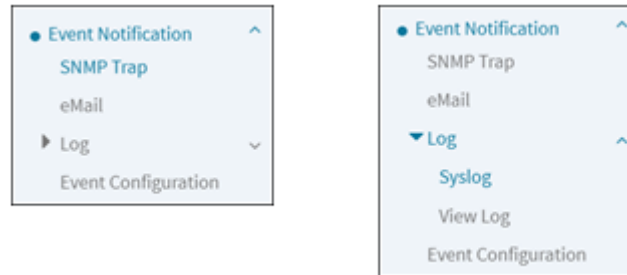 Event Notification
SNMP Trap
eMail
Log
Event Configuration
Event Notification
SNMP Trap
eMail
Log
Syslog
View Log
Event Configuration